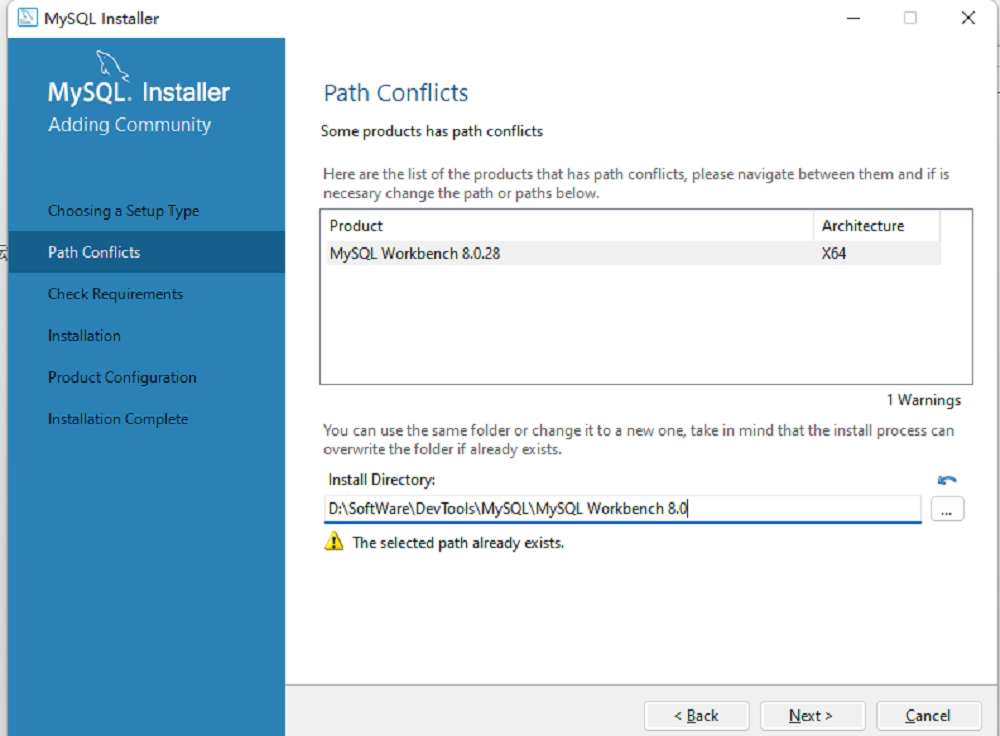 MySQL Installer
MySQL. Installer
Adding Community
Choosing a Setup Type
Path Conflicts
Check Requirements
Installation
Product Configuration
Installation Complete
Path Conflicts
Some products has path conflicts
Here are the list of the products that has path conflicts, please navigate between them and if is
necesary change the path or paths below.
Product Architecture
MySQL Workbench 8.0.28 X64
1 Warnings
You can use the same folder or change it to a new one, take in mind that the install process can
overwrite the folder if already exists.
Install Directory:
D:\SoftWare\DevTools\MySQL\MySQL Workbench 8.0
...
The selected path already exists.
< Back Next > Cancel